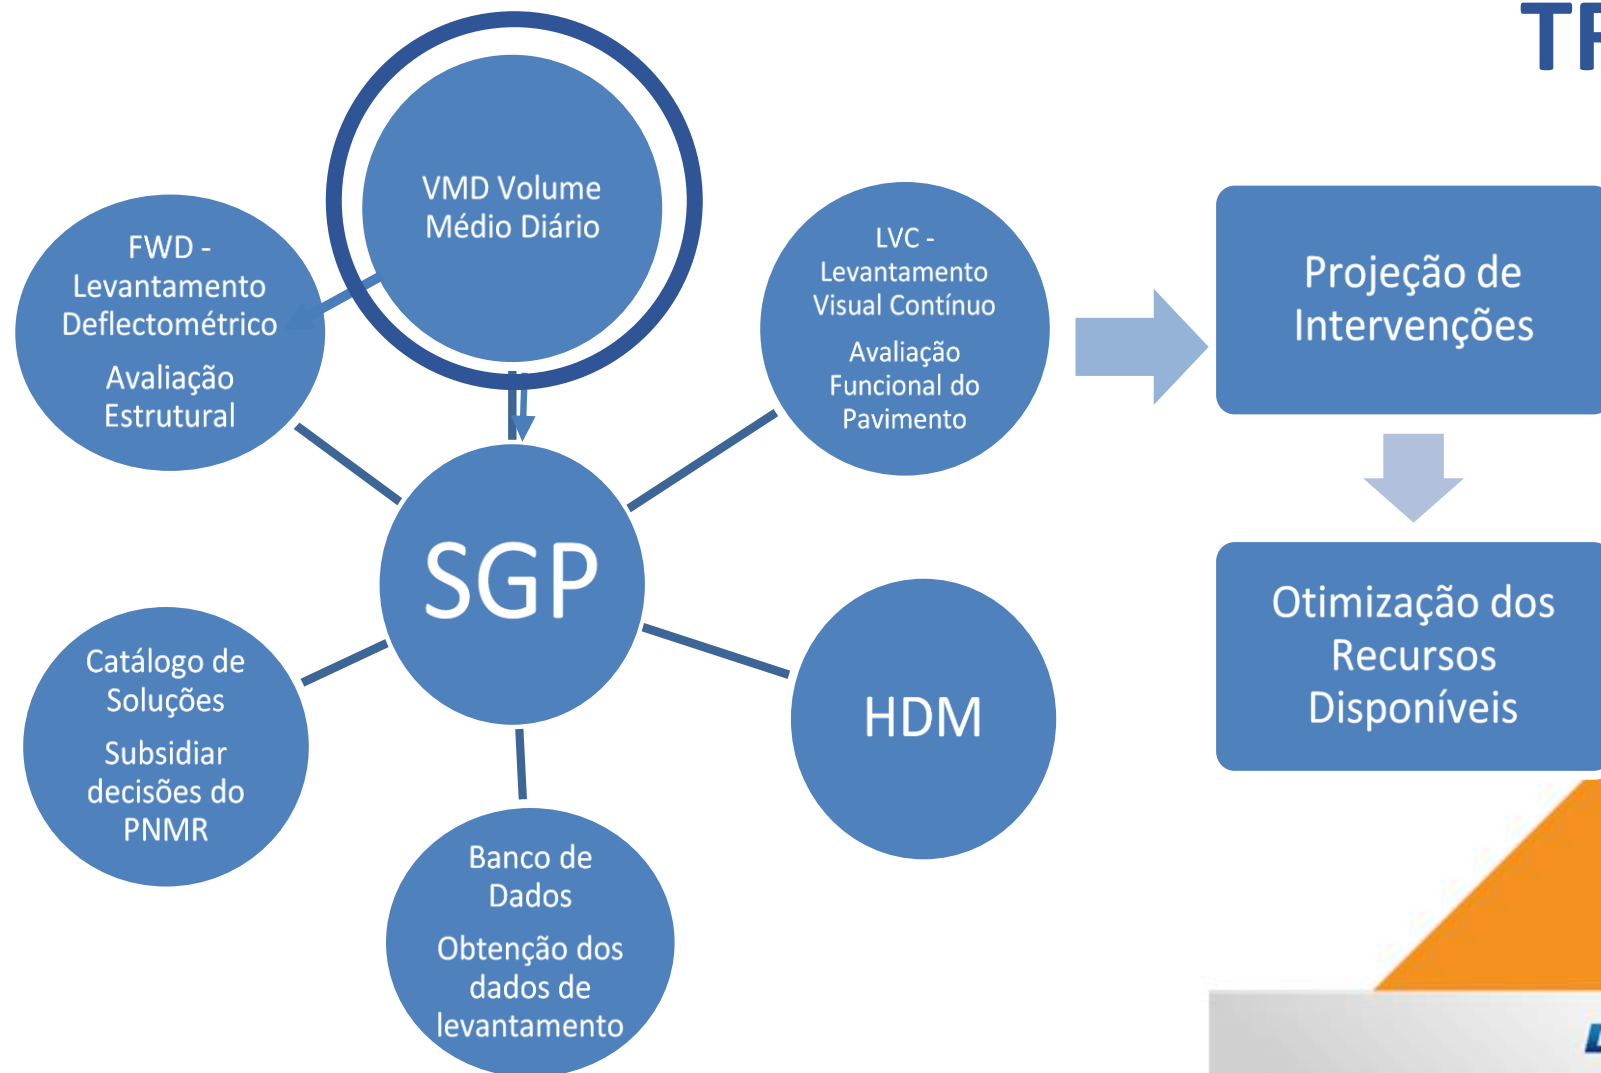 VMD Volume
Médio Diário
FWD -
Levantamento
Deflectométrico
Avaliação
Estrutural
LVC -
Levantamento
Visual Contínuo
Avaliação
Funcional do
Pavimento
SGP
Catálogo de
Soluções
Subsidiar
decisões do
PNMR
HDM
Banco de
Dados
Obtenção dos
dados de
levantamento
Projeção de
Intervenções
Otimização dos
Recursos
Disponíveis